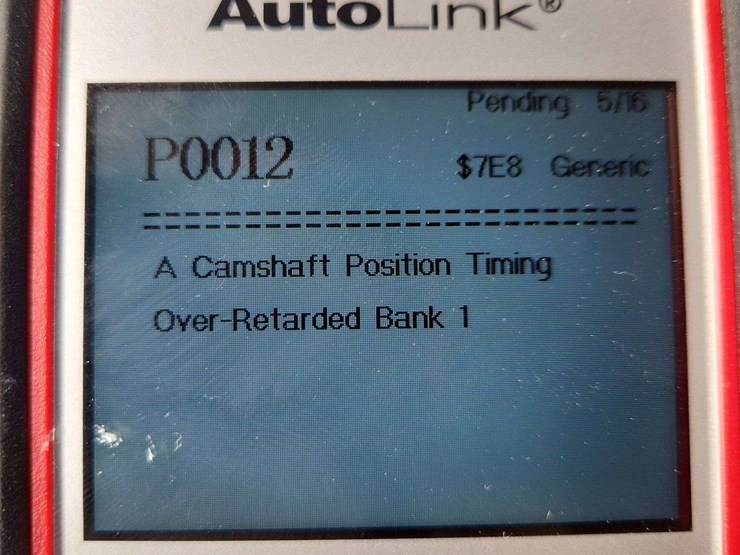 AutoLink®
Pending 5/16
P0012
$7E8 Generic
A Camshaft Position Timing
Over-Retarded Bank 1